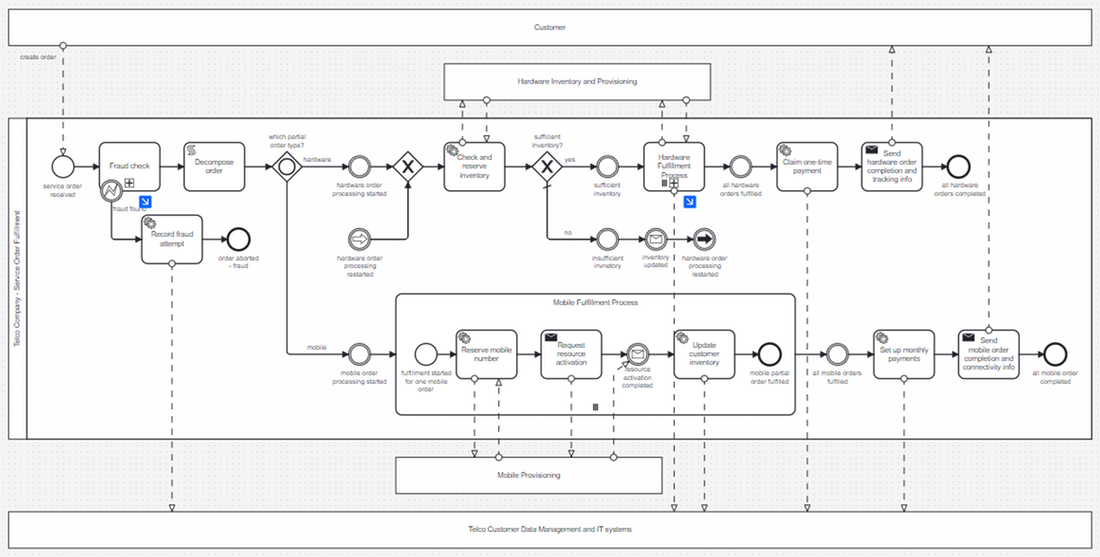 Customer
create order
Hardware Inventory and Provisioning
Telco Company - Service Order Fulfillment
service order
received
Fraud check
fraud found
Decompose
order
which partial
order type?
hardware
hardware order
processing started
Check and
reserve
inventory
sufficient
inventory?
yes
sufficient
inventory
Hardware
Fulfillment
Process
all hardware
orders fulfilled
Claim one-time
payment
Send
hardware order
completion and
tracking info
all hardware
orders completed
Record fraud
attempt
order aborted
- fraud
hardware order
processing
restarted
no
insufficient
invnetory
inventory
updated
hardware order
processing
restarted
Mobile Fulfillment Process
mobile
mobile order
processing started
fulfillment started
for one mobile
order
Reserve mobile
number
Request
resource
activation
resource
activation
completed
Update
customer
inventory
mobile partial
order fulfilled
all mobile orders
fulfilled
Set up monthly
payments
Send
mobile order
completion and
connectivity info
all mobile order
completed
Mobile Provisioning
Telco Customer Data Management and IT systems